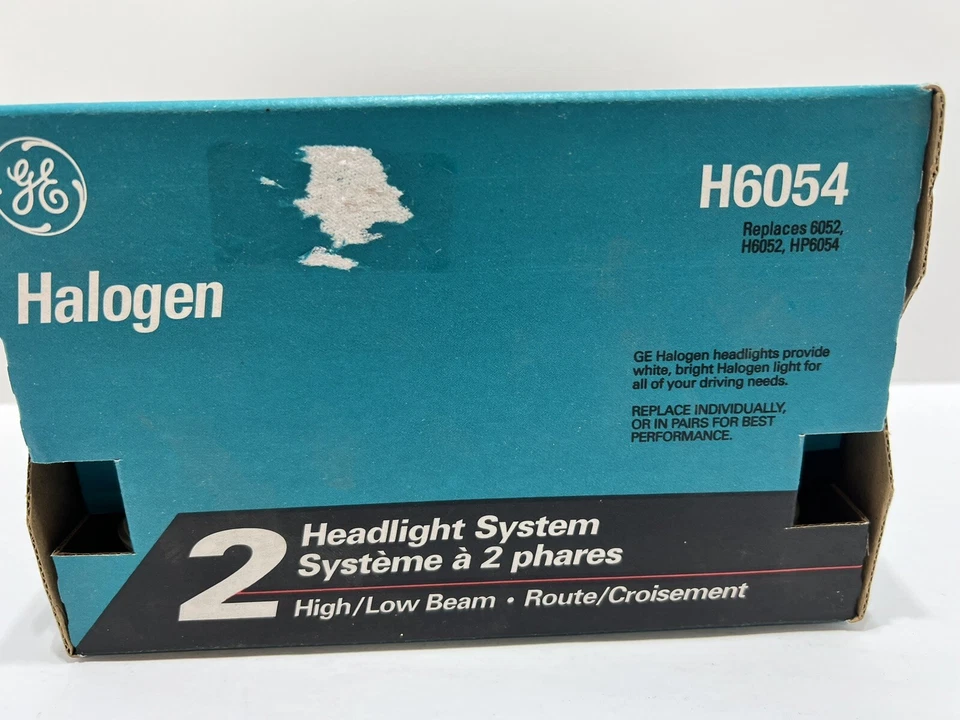 GE
H6054
Replaces 6052,
H6052, HP6054
Halogen
GE Halogen headlights provide
white, bright Halogen light for
all of your driving needs.
REPLACE INDIVIDUALLY,
OR IN PAIRS FOR BEST
PERFORMANCE.
2
Headlight System
Système à 2 phares
High/Low Beam • Route/Croisement